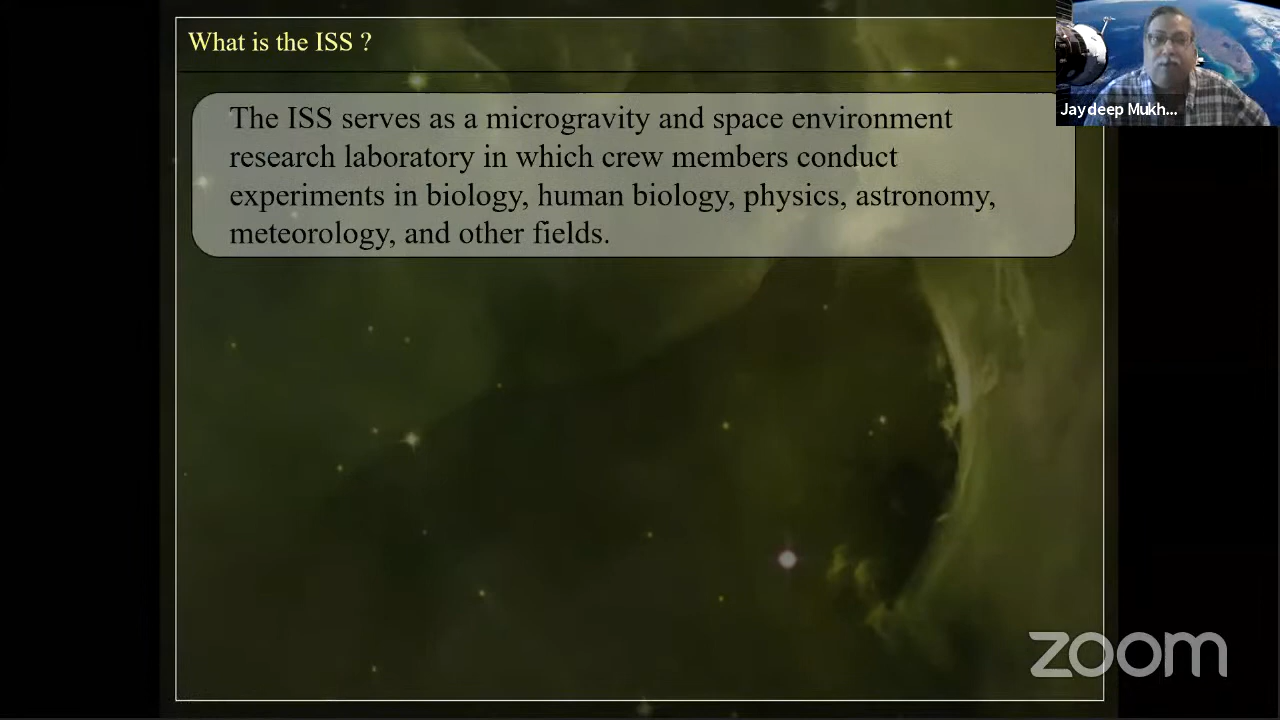 What is the ISS ?
The ISS serves as a microgravity and space environment
research laboratory in which crew members conduct
experiments in biology, human biology, physics, astronomy,
meteorology, and other fields.
Jaydeep Mukh...
zoom